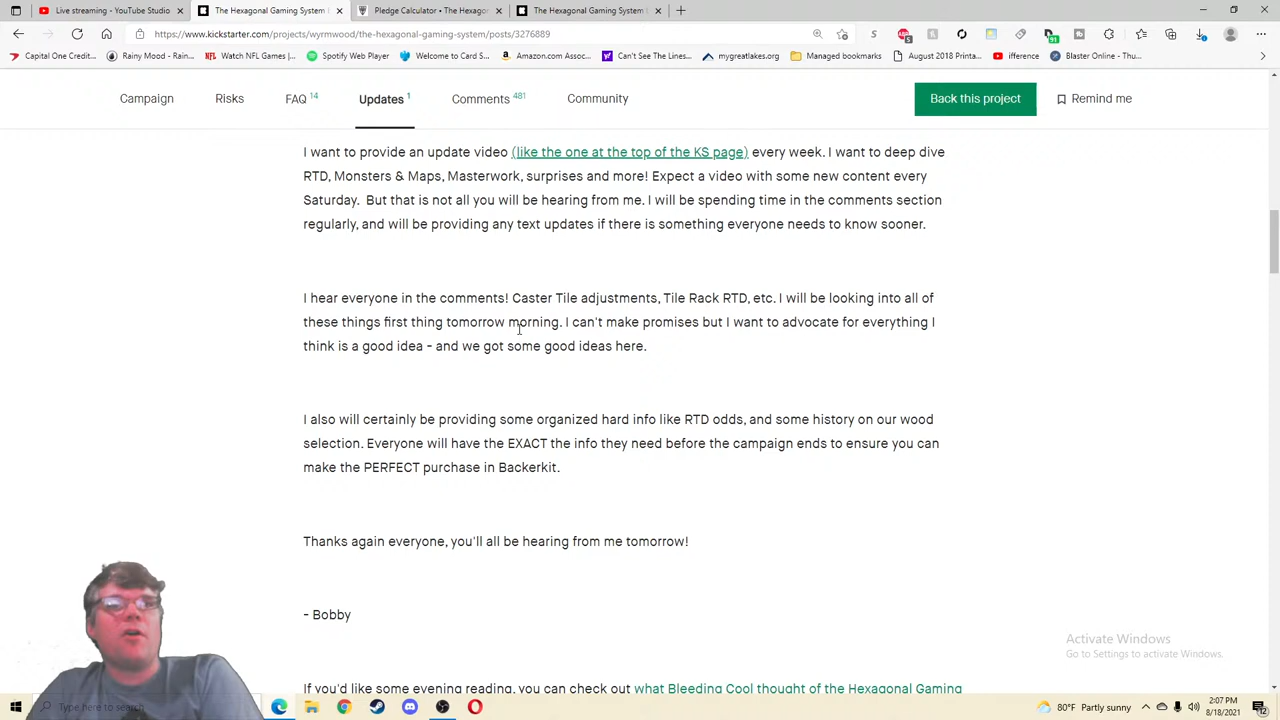 Live streaming - YouTube Studio
The Hexagonal Gaming System
Pledge Calculator • The Hexagon
The Hexagonal Gaming System
https://www.kickstarter.com/projects/wyrmwood/the-hexagonal-gaming-system/posts/3276889
Capital One Credit... Rainy Mood - Rainy... Watch NFL Games |... Spotify Web Player Welcome to Card S... Amazon.com Assoc... Can't See The Lines... mygreatlakes.org Managed bookmarks August 2018 Printa... ifference Blaster Online - Thu...
Campaign Risks FAQ 14 Updates 1 Comments 481 Community Back this project Remind me
I want to provide an update video (like the one at the top of the KS page) every week. I want to deep dive
RTD, Monsters & Maps, Masterwork, surprises and more! Expect a video with some new content every
Saturday. But that is not all you will be hearing from me. I will be spending time in the comments section
regularly, and will be providing any text updates if there is something everyone needs to know sooner.
I hear everyone in the comments! Caster Tile adjustments, Tile Rack RTD, etc. I will be looking into all of
these things first thing tomorrow morning. I can't make promises but I want to advocate for everything I
think is a good idea - and we got some good ideas here.
I also will certainly be providing some organized hard info like RTD odds, and some history on our wood
selection. Everyone will have the EXACT the info they need before the campaign ends to ensure you can
make the PERFECT purchase in Backerkit.
Thanks again everyone, you'll all be hearing from me tomorrow!
- Bobby
Activate Windows
Go to Settings to activate Windows.
If you'd like some evening reading, you can check out what Bleeding Cool thought of the Hexagonal Gaming
Type here to search
80°F Partly sunny
2:07 PM
8/18/2021